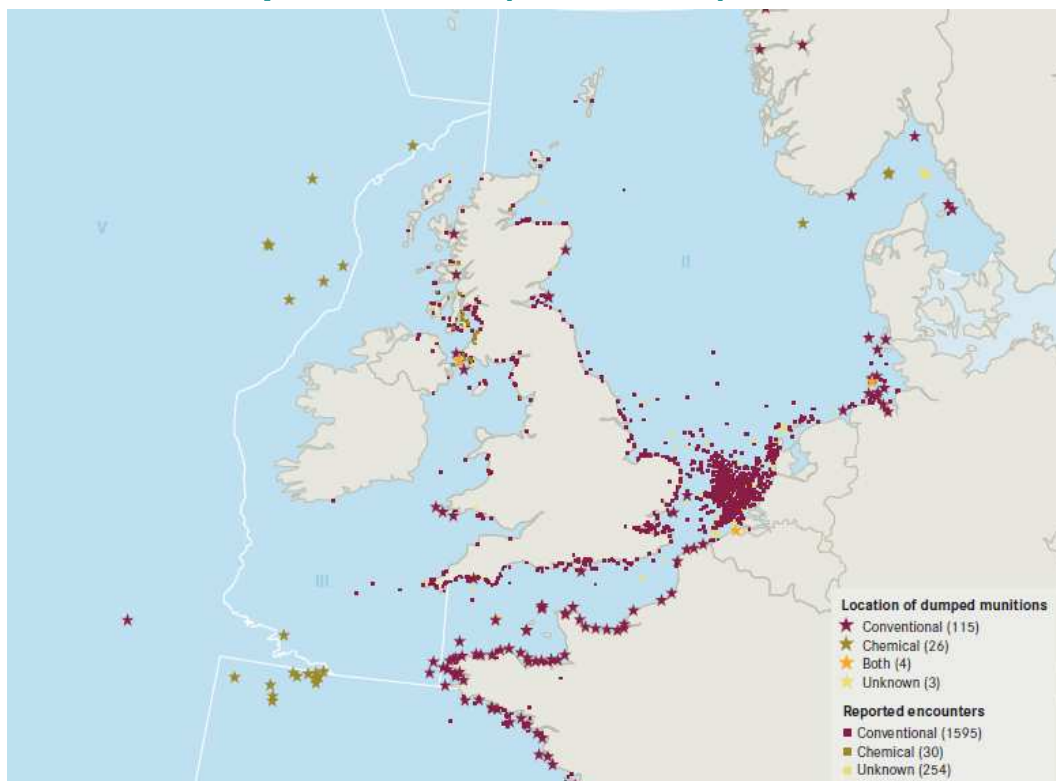 V
II
III
Location of dumped munitions
Conventional (115)
Chemical (26)
Both (4)
Unknown (3)
Reported encounters
Conventional (1595)
Chemical (30)
Unknown (254)